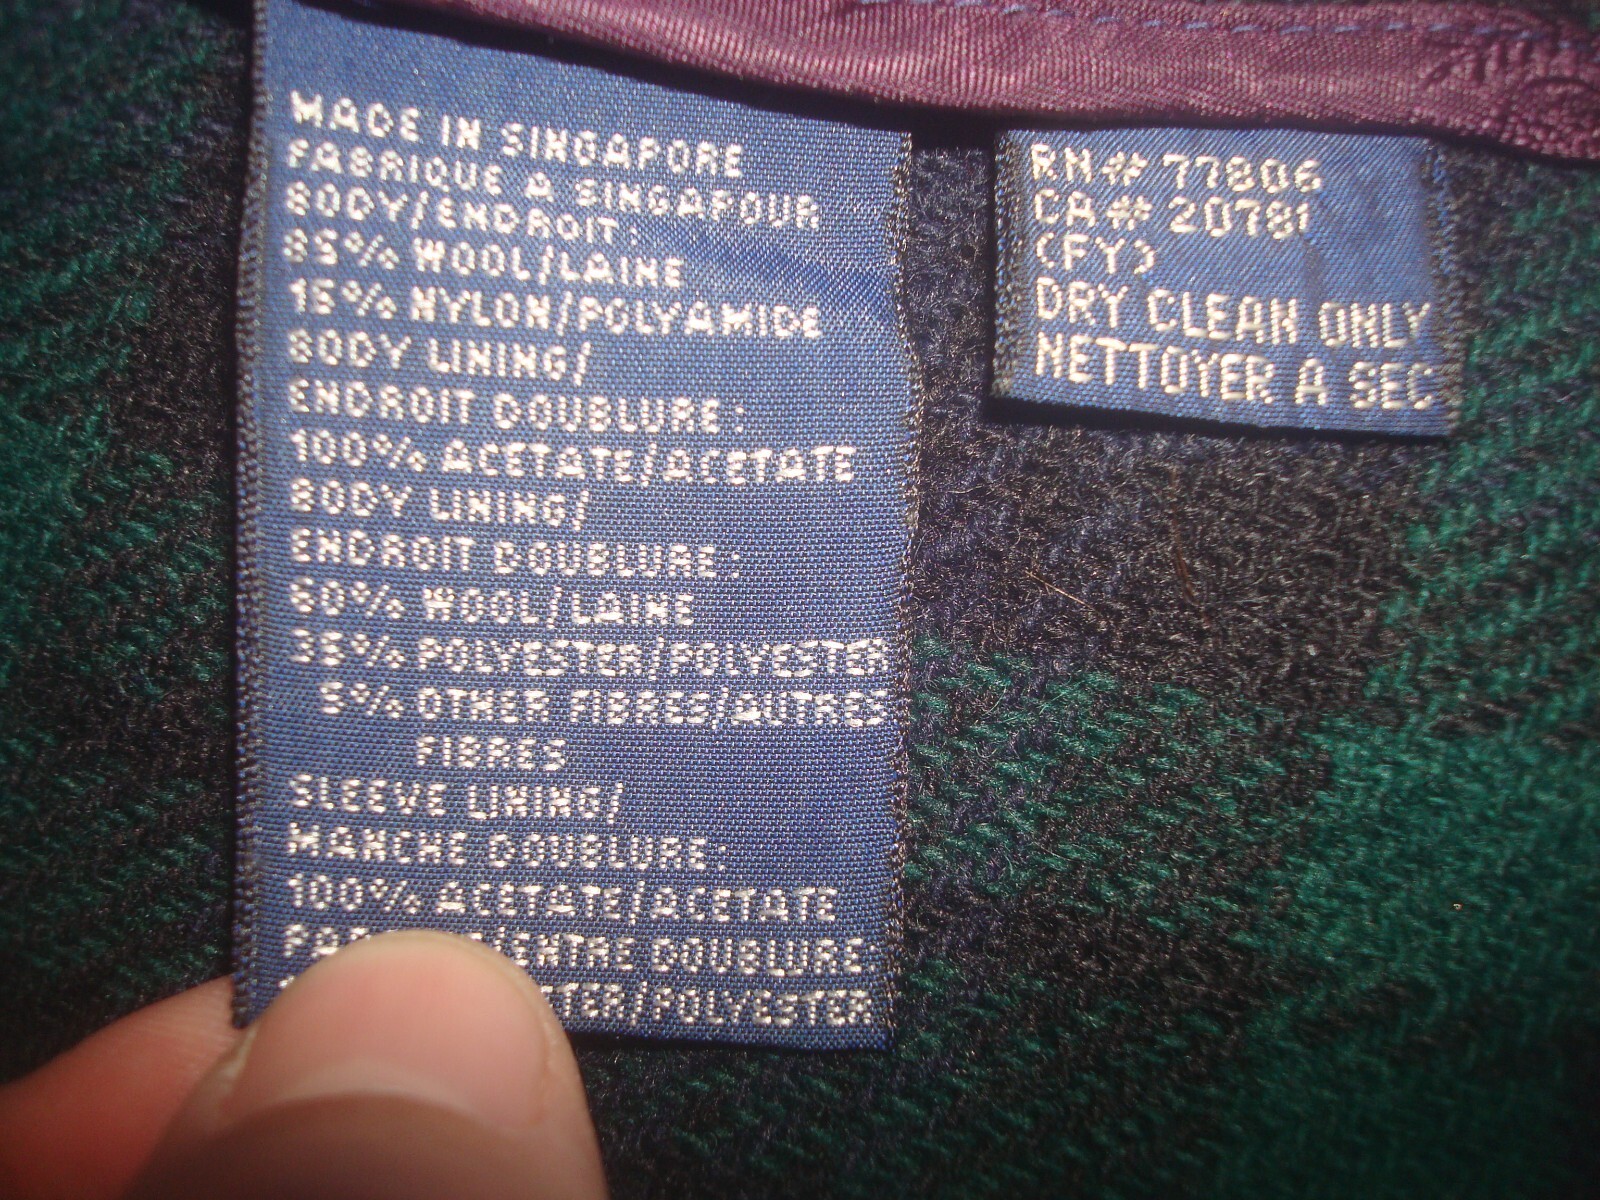 MADE IN SINGAPORE
FABRIQUE A SINGAPOUR
BODY/ENDROIT:
85% WOOL/LAINE
15% NYLON/POLYAMIDE
BODY LINING/
ENDROIT DOUBLURE:
100% ACETATE/ACETATE
BODY LINING/
ENDROIT DOUBLURE:
60% WOOL/LAINE
35% POLYESTER/POLYESTER
5% OTHER FIBRES/AUTRES
FIBRES
SLEEVE LINING/
MANCHE DOUBLURE:
100% ACETATE/ACETATE
/ENTRE DOUBLURE
/POLYESTER
RN# 77806
CA# 20781
(FY)
DRY CLEAN ONLY
NETTOYER A SEC